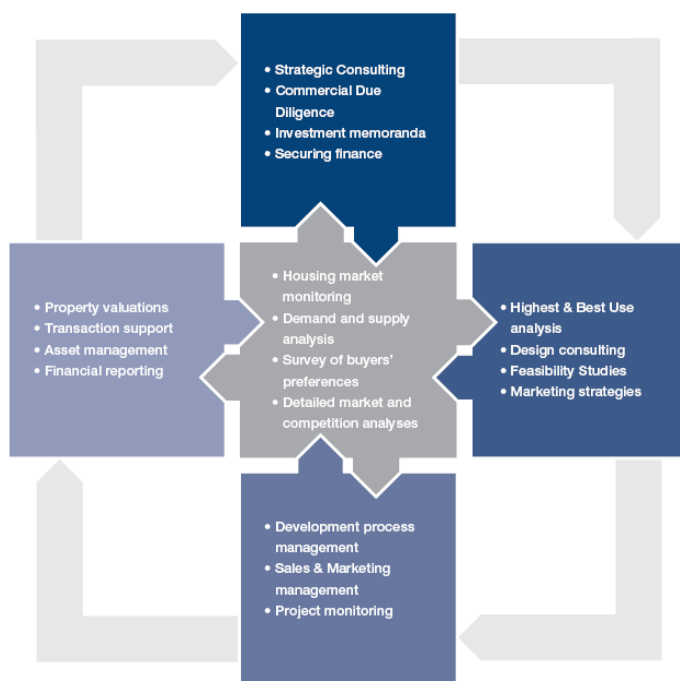 • Strategic Consulting
• Commercial Due
Diligence
• Investment memoranda
• Securing finance
• Property valuations
• Transaction support
• Asset management
• Financial reporting
• Housing market
monitoring
• Demand and supply
analysis
• Survey of buyers’
preferences
• Detailed market and
competition analyses
• Highest & Best Use
analysis
• Design consulting
• Feasibility Studies
• Marketing strategies
• Development process
management
• Sales & Marketing
management
• Project monitoring